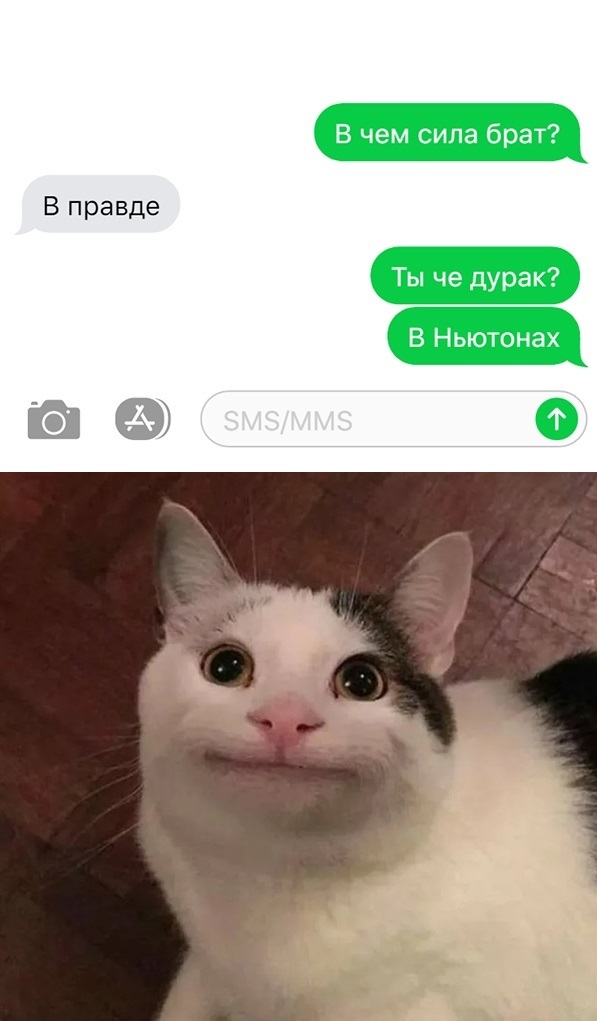 В чем сила брат?
В правде
Ты че дурак?
В Ньютонах
SMS/MMS